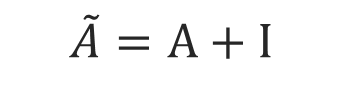 Ã = A + I